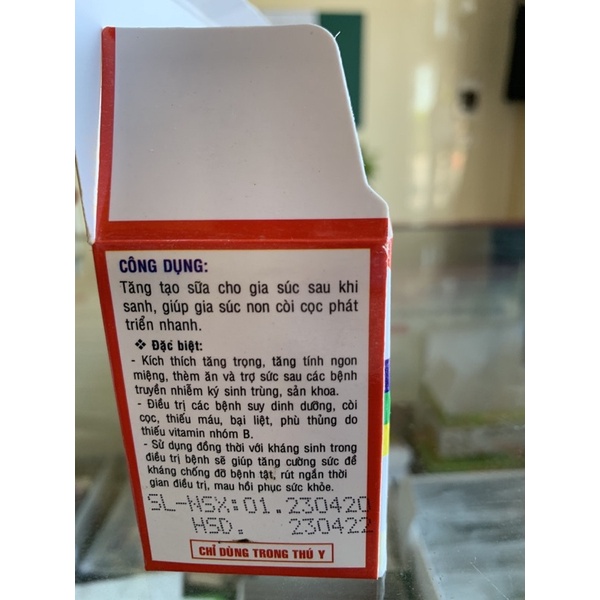 CÔNG DỤNG:
Tăng tạo sữa cho gia súc sau khi
sanh, giúp gia súc non còi cọc phát
triển nhanh.
❖ Đặc biệt:
- Kích thích tăng trọng, tăng tính ngon
miệng, thèm ăn và trợ sức sau các bệnh
truyền nhiễm ký sinh trùng, sản khoa.
- Điều trị các bệnh suy dinh dưỡng, còi
cọc, thiếu máu, bại liệt, phù thủng do
thiếu vitamin nhóm B.
- Sử dụng đồng thời với kháng sinh trong
điều trị bệnh sẽ giúp tăng cường sức đề
kháng chống đỡ bệnh tật, rút ngắn thời
gian điều trị, mau hồi phục sức khỏe.
SL-NSX:01.230420
HSD. 230422
CHỈ DÙNG TRONG THÚ Y